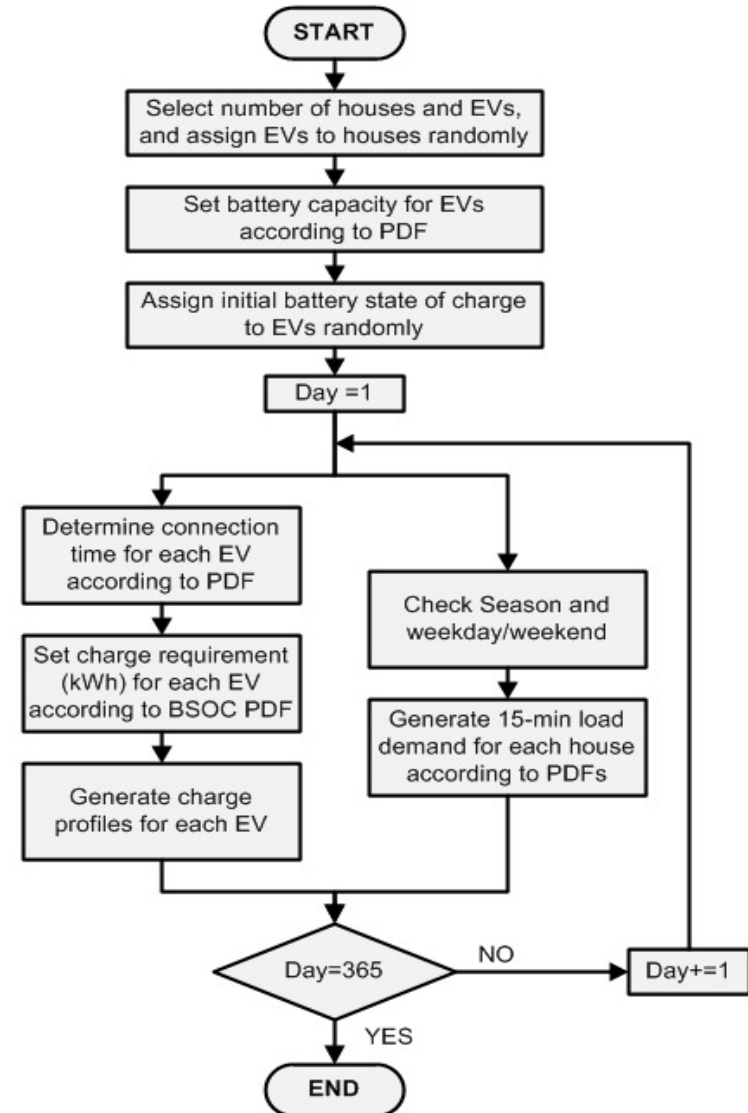 START
Select number of houses and EVs,
and assign EVs to houses randomly
Set battery capacity for EVs
according to PDF
Assign initial battery state of charge
to EVs randomly
Day =1
Determine connection
time for each EV
according to PDF
Set charge requirement
(kWh) for each EV
according to BSOC PDF
Generate charge
profiles for each EV
Check Season and
weekday/weekend
Generate 15-min load
demand for each house
according to PDFs
Day=365
NO
Day+=1
YES
END